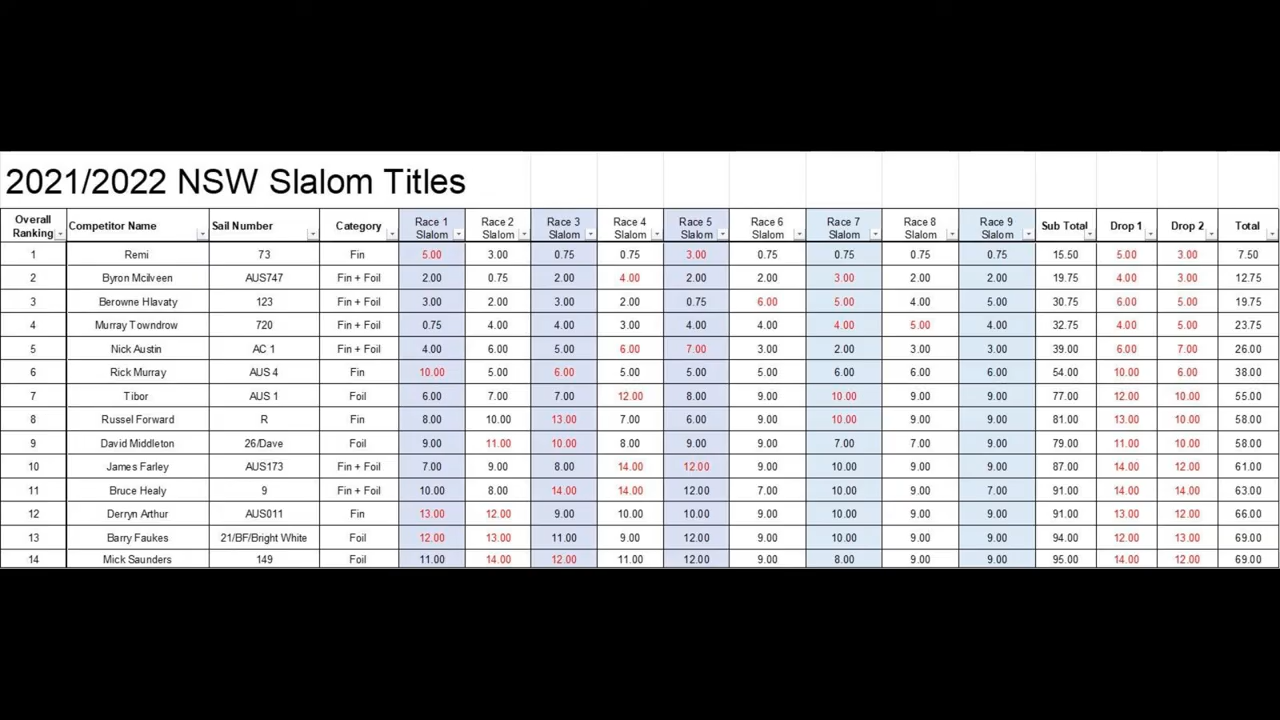 2021/2022 NSW Slalom Titles
Overall Ranking Competitor Name Sail Number Category Race 1 Slalom Race 2 Slalom Race 3 Slalom Race 4 Slalom Race 5 Slalom Race 6 Slalom Race 7 Slalom Race 8 Slalom Race 9 Slalom Sub Total Drop 1 Drop 2 Total
1 Remi 73 Fin 5.00 3.00 0.75 0.75 3.00 2.00 0.75 0.75 0.75 15.50 5.00 3.00 7.50
2 Byron Mcilveen AUS747 Fin + Foil 2.00 0.75 2.00 4.00 2.00 2.00 3.00 2.00 2.00 19.75 4.00 3.00 12.75
3 Berowne Hlavaty 123 Fin + Foil 3.00 2.00 3.00 2.00 0.75 6.00 5.00 4.00 5.00 30.75 6.00 5.00 19.75
4 Murray Towndrow 720 Fin + Foil 0.75 4.00 4.00 3.00 4.00 4.00 4.00 5.00 4.00 32.75 4.00 5.00 23.75
5 Nick Austin AC 1 Fin + Foil 4.00 6.00 5.00 6.00 7.00 3.00 2.00 3.00 3.00 39.00 6.00 7.00 26.00
6 Rick Murray AUS 4 Fin 10.00 5.00 6.00 5.00 5.00 5.00 6.00 6.00 6.00 54.00 10.00 6.00 38.00
7 Tibor AUS 1 Foil 6.00 7.00 7.00 12.00 8.00 9.00 10.00 9.00 9.00 77.00 12.00 10.00 55.00
8 Russel Forward R Fin 8.00 10.00 13.00 7.00 6.00 9.00 10.00 9.00 9.00 81.00 13.00 10.00 58.00
9 David Middleton 26/Dave Foil 9.00 11.00 10.00 8.00 9.00 9.00 7.00 7.00 9.00 79.00 11.00 10.00 58.00
10 James Farley AUS173 Fin + Foil 7.00 9.00 8.00 14.00 12.00 9.00 10.00 9.00 9.00 87.00 14.00 12.00 61.00
11 Bruce Healy 9 Fin + Foil 10.00 8.00 14.00 14.00 12.00 7.00 10.00 9.00 7.00 91.00 14.00 14.00 63.00
12 Derryn Arthur AUS011 Fin 13.00 12.00 9.00 10.00 10.00 9.00 10.00 9.00 9.00 91.00 13.00 12.00 66.00
13 Barry Faukes 21/BF/Bright White Foil 12.00 13.00 11.00 9.00 12.00 9.00 10.00 9.00 9.00 94.00 12.00 13.00 69.00
14 Mick Saunders 149 Foil 11.00 14.00 12.00 11.00 12.00 9.00 8.00 9.00 9.00 95.00 14.00 12.00 69.00